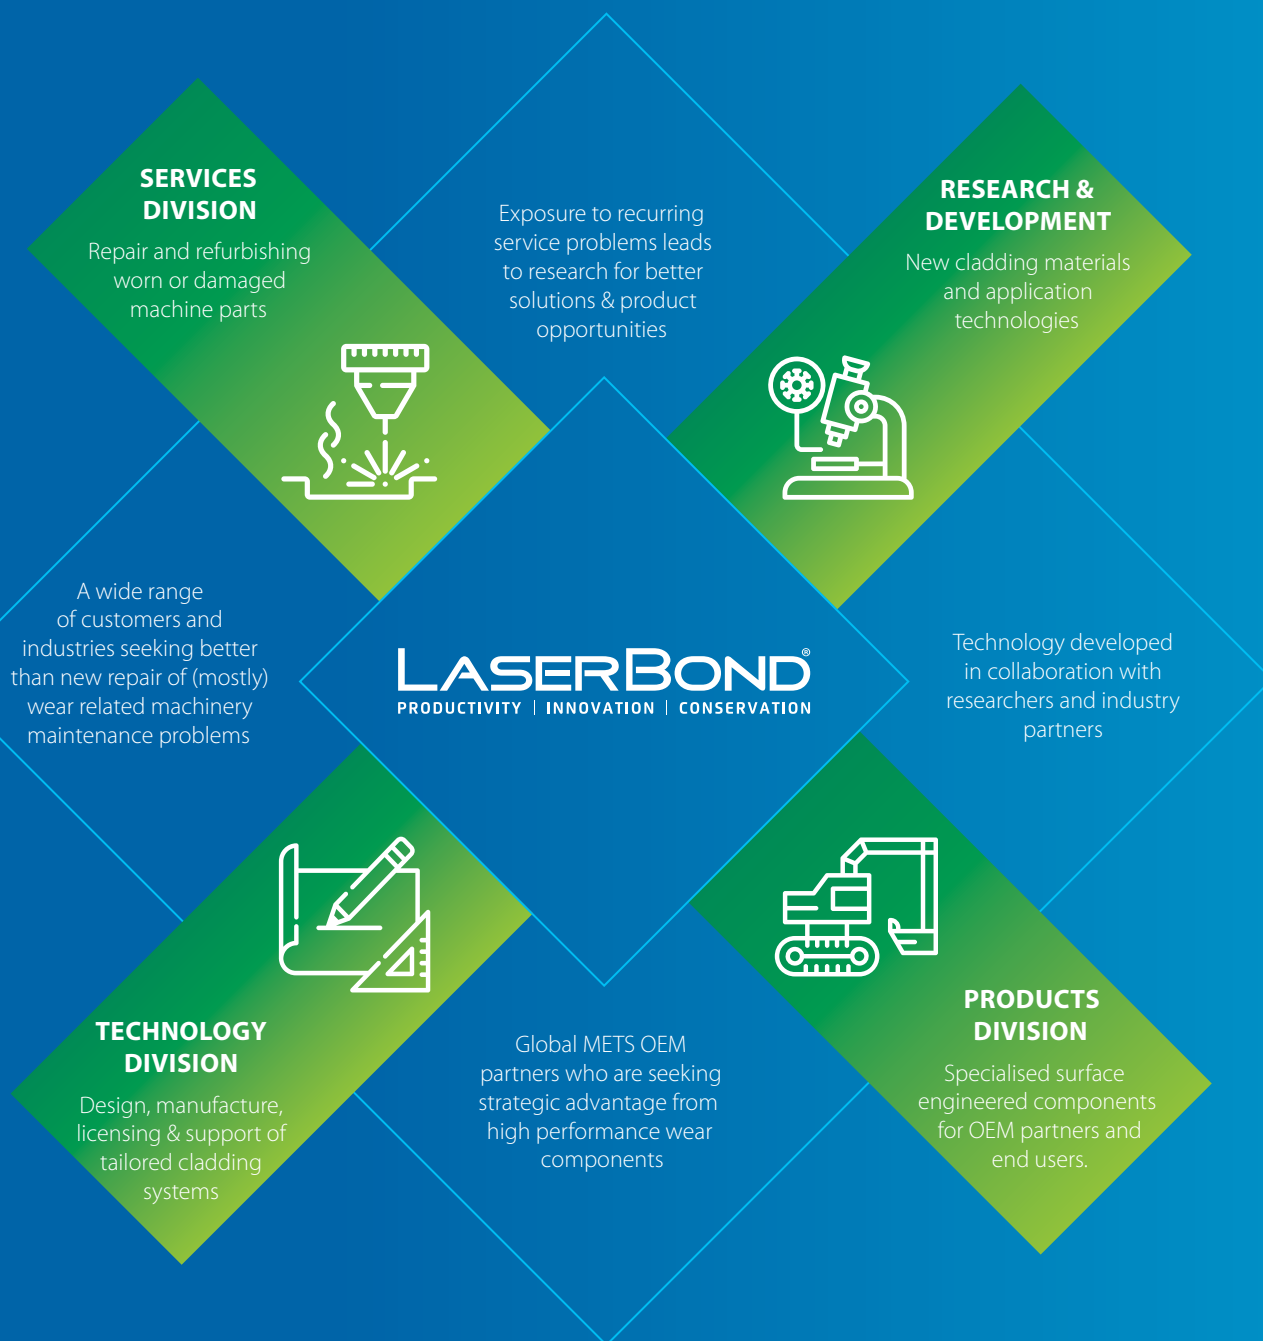 SERVICES
DIVISION
Repair and refurbishing
worn or damaged
machine parts
Exposure to recurring
service problems leads
to research for better
solutions & product
opportunities
RESEARCH &
DEVELOPMENT
New cladding materials
and application
technologies
A wide range
of customers and
industries seeking better
than new repair of (mostly)
wear related machinery
maintenance problems
LASERBOND®
PRODUCTIVITY | INNOVATION | CONSERVATION
Technology developed
in collaboration with
researchers and industry
partners
TECHNOLOGY
DIVISION
Design, manufacture,
licensing & support of
tailored cladding
systems
Global METS OEM
partners who are seeking
strategic advantage from
high performance wear
components
PRODUCTS
DIVISION
Specialised surface
engineered components
for OEM partners and
end users.